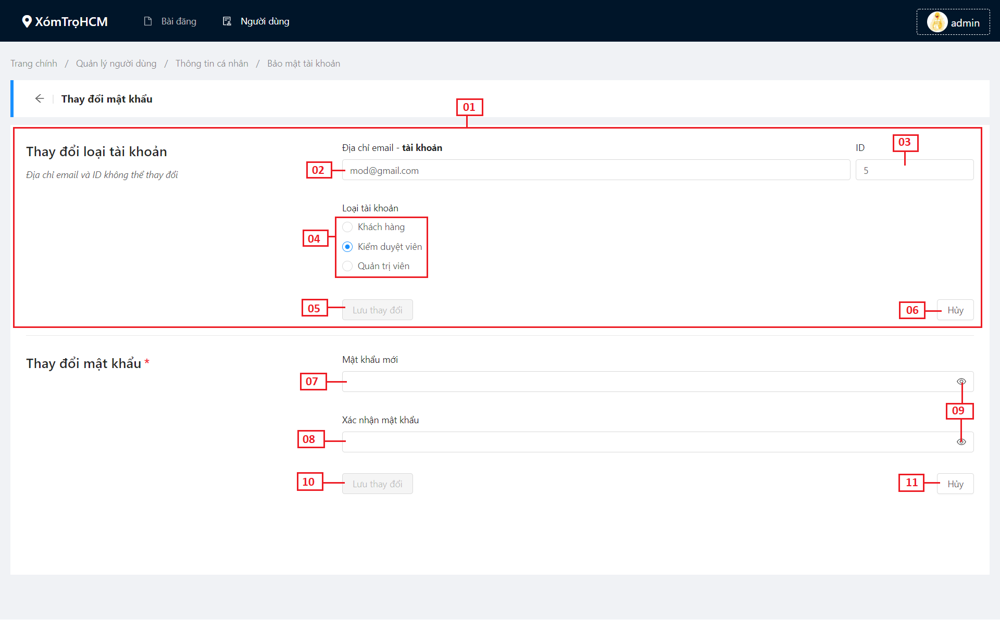 XómTrọHCM Bài đăng Người dùng admin
Trang chính / Quản lý người dùng / Thông tin cá nhân / Bảo mật tài khoản
Thay đổi mật khẩu
01
Thay đổi loại tài khoản
Địa chỉ email và ID không thể thay đổi
Địa chỉ email - tài khoản
ID
03
02
mod@gmail.com
5
Loại tài khoản
04
Khách hàng
Kiểm duyệt viên
Quản trị viên
05
Lưu thay đổi
06
Hủy
Thay đổi mật khẩu *
Mật khẩu mới
07
09
Xác nhận mật khẩu
08
10
Lưu thay đổi
11
Hủy